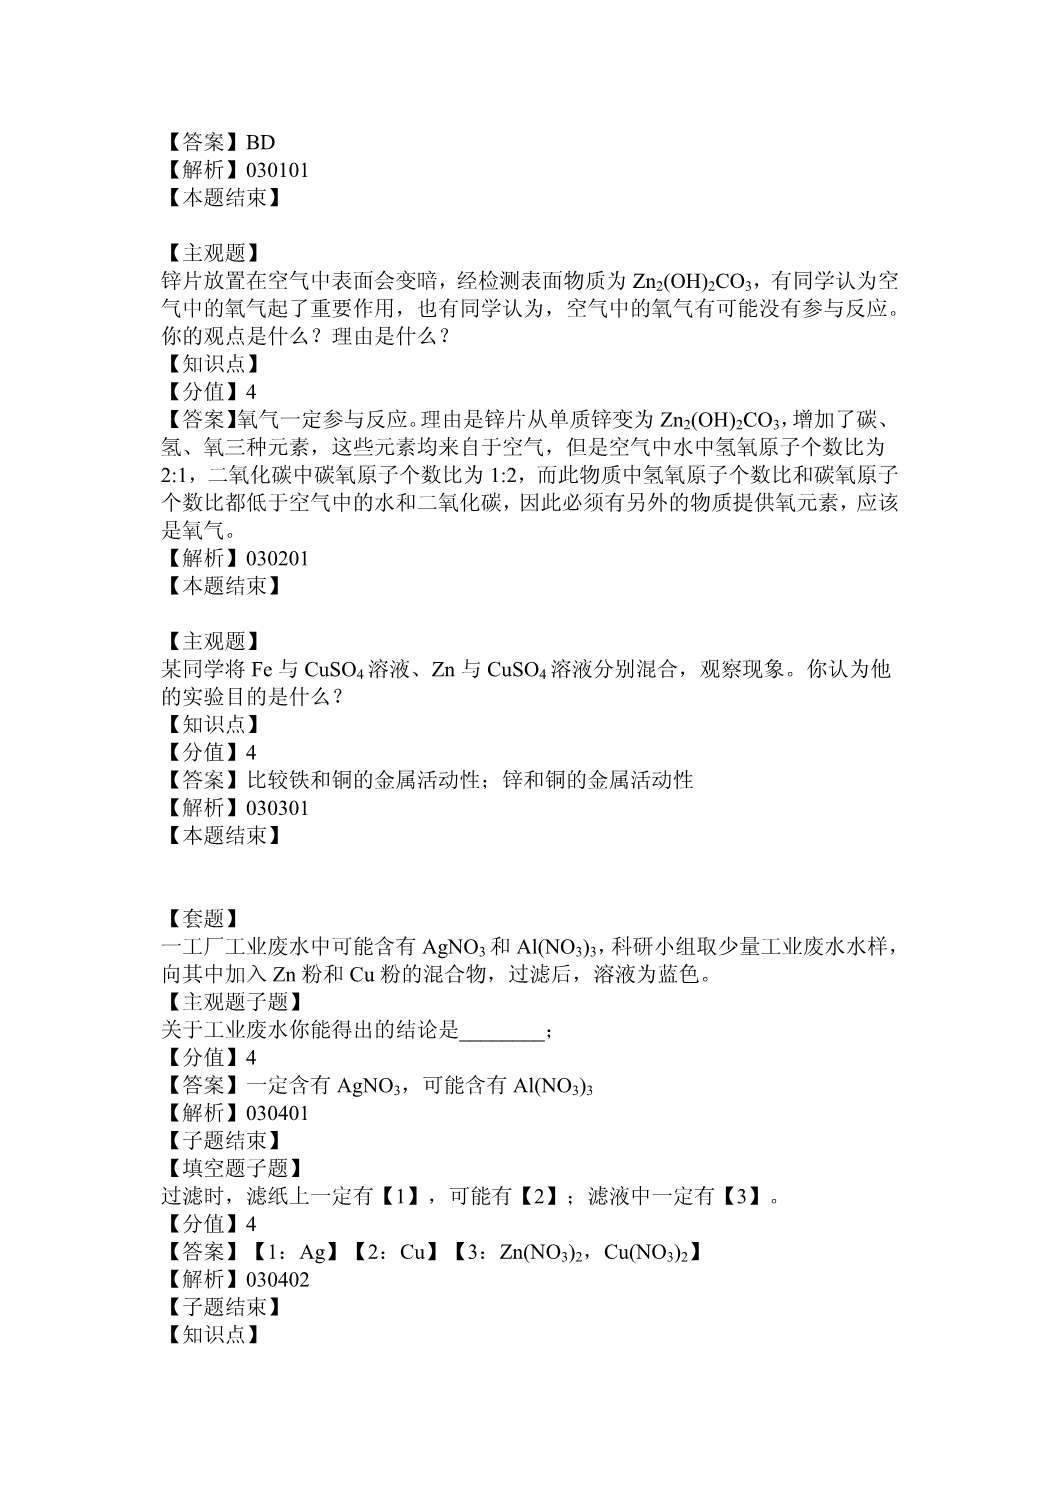 【答案】BD
【解析】030101
【本题结束】
【主观题】
锌片放置在空气中表面会变暗，经检测表面物质为 Zn₂(OH)₂CO₃，有同学认为空
气中的氧气起了重要作用，也有同学认为，空气中的氧气有可能没有参与反应。
你的观点是什么？理由是什么？
【知识点】
【分值】4
【答案】氧气一定参与反应。理由是锌片从单质锌变为 Zn₂(OH)₂CO₃，增加了碳、
氢、氧三种元素，这些元素均来自于空气，但是空气中水中氢氧原子个数比为
2:1，二氧化碳中碳氧原子个数比为 1:2，而此物质中氢氧原子个数比和碳氧原子
个数比都低于空气中的水和二氧化碳，因此必须有另外的物质提供氧元素，应该
是氧气。
【解析】030201
【本题结束】
【主观题】
某同学将 Fe 与 CuSO₄ 溶液、Zn 与 CuSO₄ 溶液分别混合，观察现象。你认为他
的实验目的是什么？
【知识点】
【分值】4
【答案】比较铁和铜的金属活动性；锌和铜的金属活动性
【解析】030301
【本题结束】
【套题】
一工厂工业废水中可能含有 AgNO₃ 和 Al(NO₃)₃，科研小组取少量工业废水水样，
向其中加入 Zn 粉和 Cu 粉的混合物，过滤后，溶液为蓝色。
【主观题子题】
关于工业废水你能得出的结论是________；
【分值】4
【答案】一定含有 AgNO₃，可能含有 Al(NO₃)₃
【解析】030401
【子题结束】
【填空题子题】
过滤时，滤纸上一定有【1】，可能有【2】；滤液中一定有【3】。
【分值】4
【答案】【1：Ag】【2：Cu】【3：Zn(NO₃)₂，Cu(NO₃)₂】
【解析】030402
【子题结束】
【知识点】